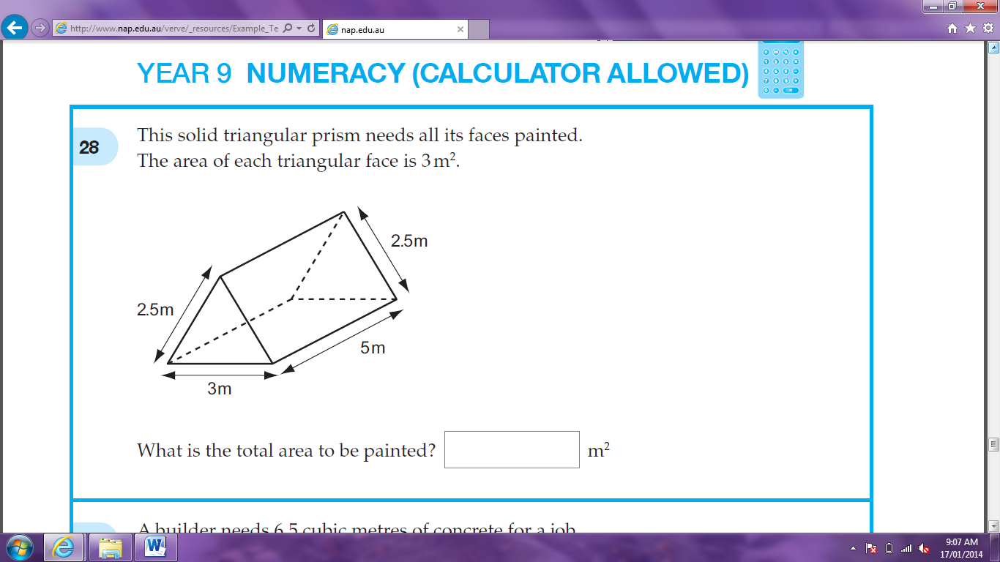 http://www.nap.edu.au/verve/_resources/Example_Te
nap.edu.au
YEAR 9 NUMERACY (CALCULATOR ALLOWED)
28
This solid triangular prism needs all its faces painted.
The area of each triangular face is 3 m².
2.5m
2.5m
5m
3m
What is the total area to be painted? m²
A builder needs 6.5 cubic metres of concrete for a job.
9:07 AM
17/01/2014